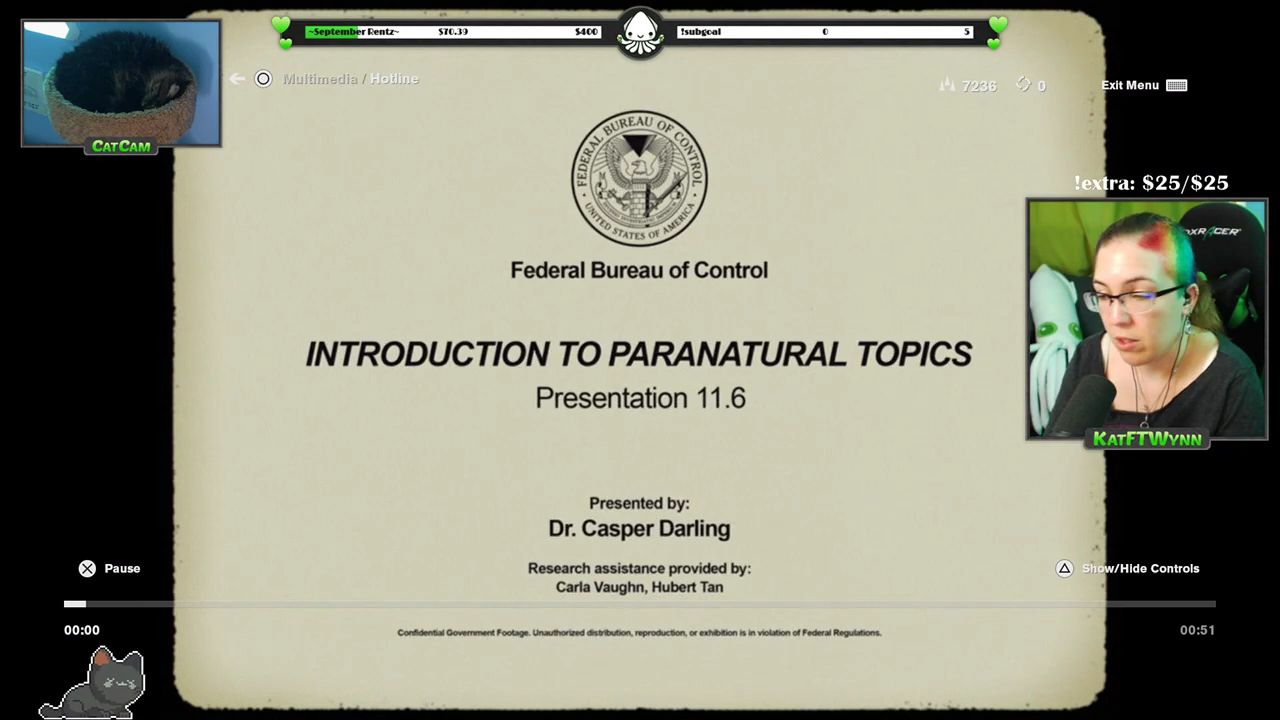 ~September Rentz~ $70.39 $400
!subgoal 0 5
Multimedia / Hotline
7236 0
Exit Menu
CatCam
!extra: $25/$25
FEDERAL BUREAU OF CONTROL
UNITED STATES OF AMERICA
Federal Bureau of Control
INTRODUCTION TO PARANATURAL TOPICS
Presentation 11.6
KatFTWynn
Presented by:
Dr. Casper Darling
Research assistance provided by:
Carla Vaughn, Hubert Tan
Pause
Show/Hide Controls
00:00
00:51
Confidential Government Footage. Unauthorized distribution, reproduction, or exhibition is in violation of Federal Regulations.